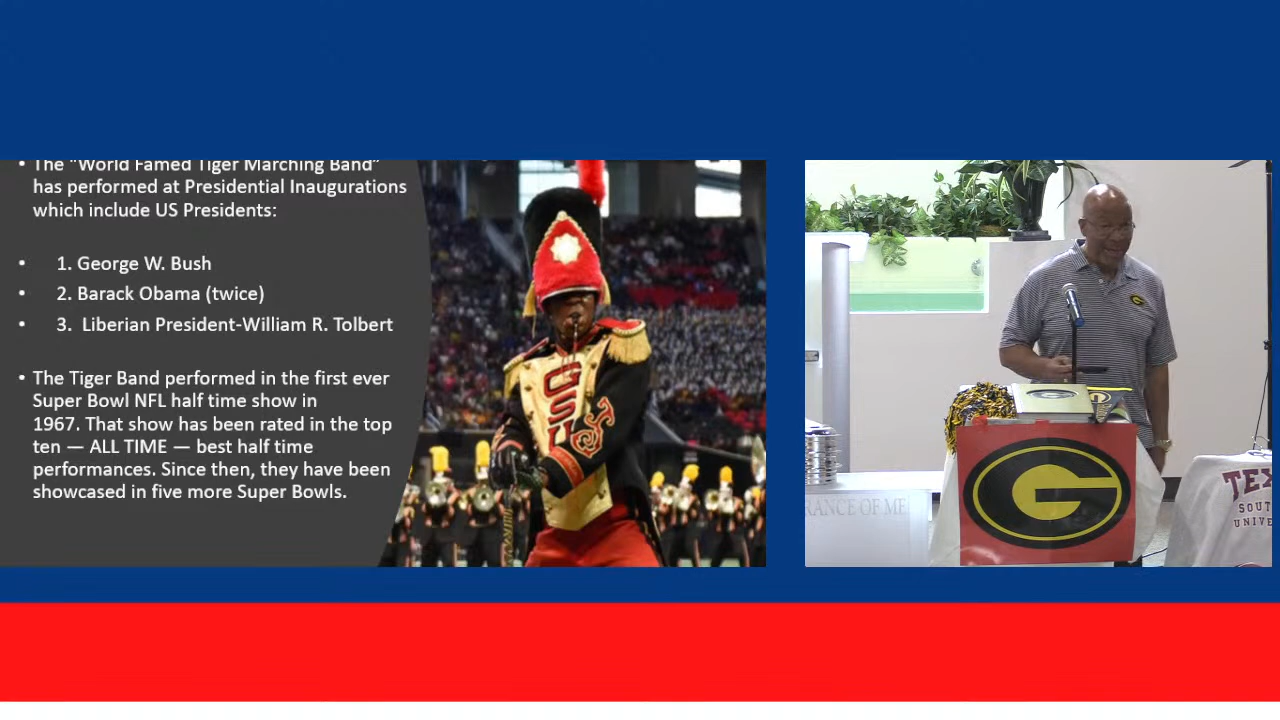 • The "World Famed Tiger Marching Band"
has performed at Presidential Inaugurations
which include US Presidents:
• 1. George W. Bush
• 2. Barack Obama (twice)
• 3. Liberian President-William R. Tolbert
• The Tiger Band performed in the first ever
Super Bowl NFL half time show in
1967. That show has been rated in the top
ten — ALL TIME — best half time
performances. Since then, they have been
showcased in five more Super Bowls.
GSU
G
RANCE OF ME
TEX
SOUT
UNIVE